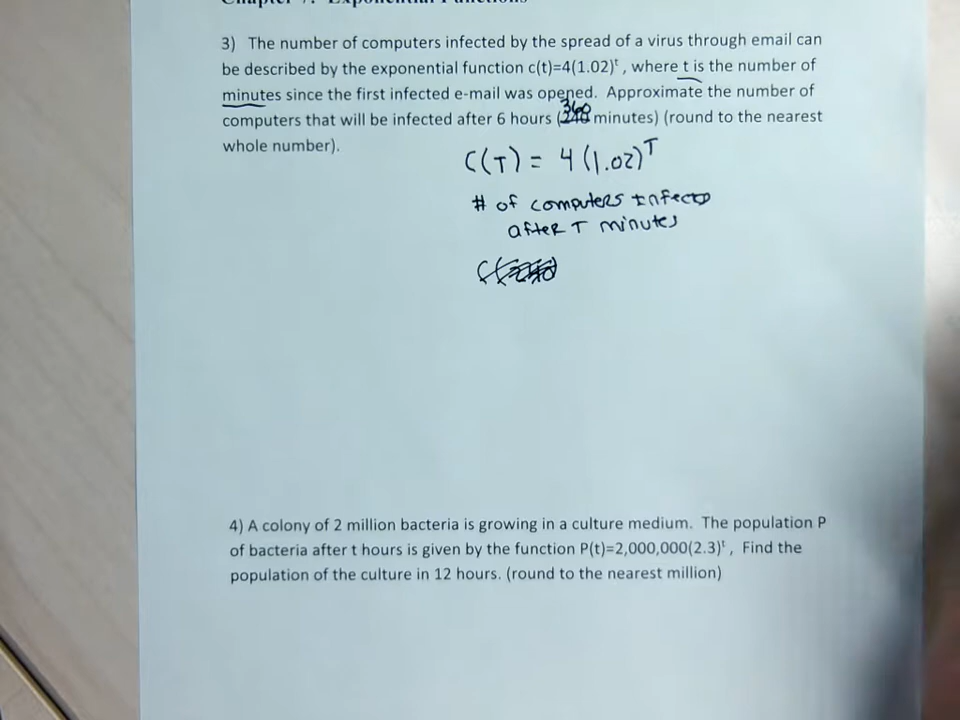 3) The number of computers infected by the spread of a virus through email can
be described by the exponential function c(t)=4(1.02)ᵗ, where t is the number of
minutes since the first infected e-mail was opened. Approximate the number of
360
computers that will be infected after 6 hours (240 minutes) (round to the nearest
whole number).
C(T) = 4(1.02)ᵀ
# of computers Infected
after T minutes
4) A colony of 2 million bacteria is growing in a culture medium. The population P
of bacteria after t hours is given by the function P(t)=2,000,000(2.3)ᵗ, Find the
population of the culture in 12 hours. (round to the nearest million)